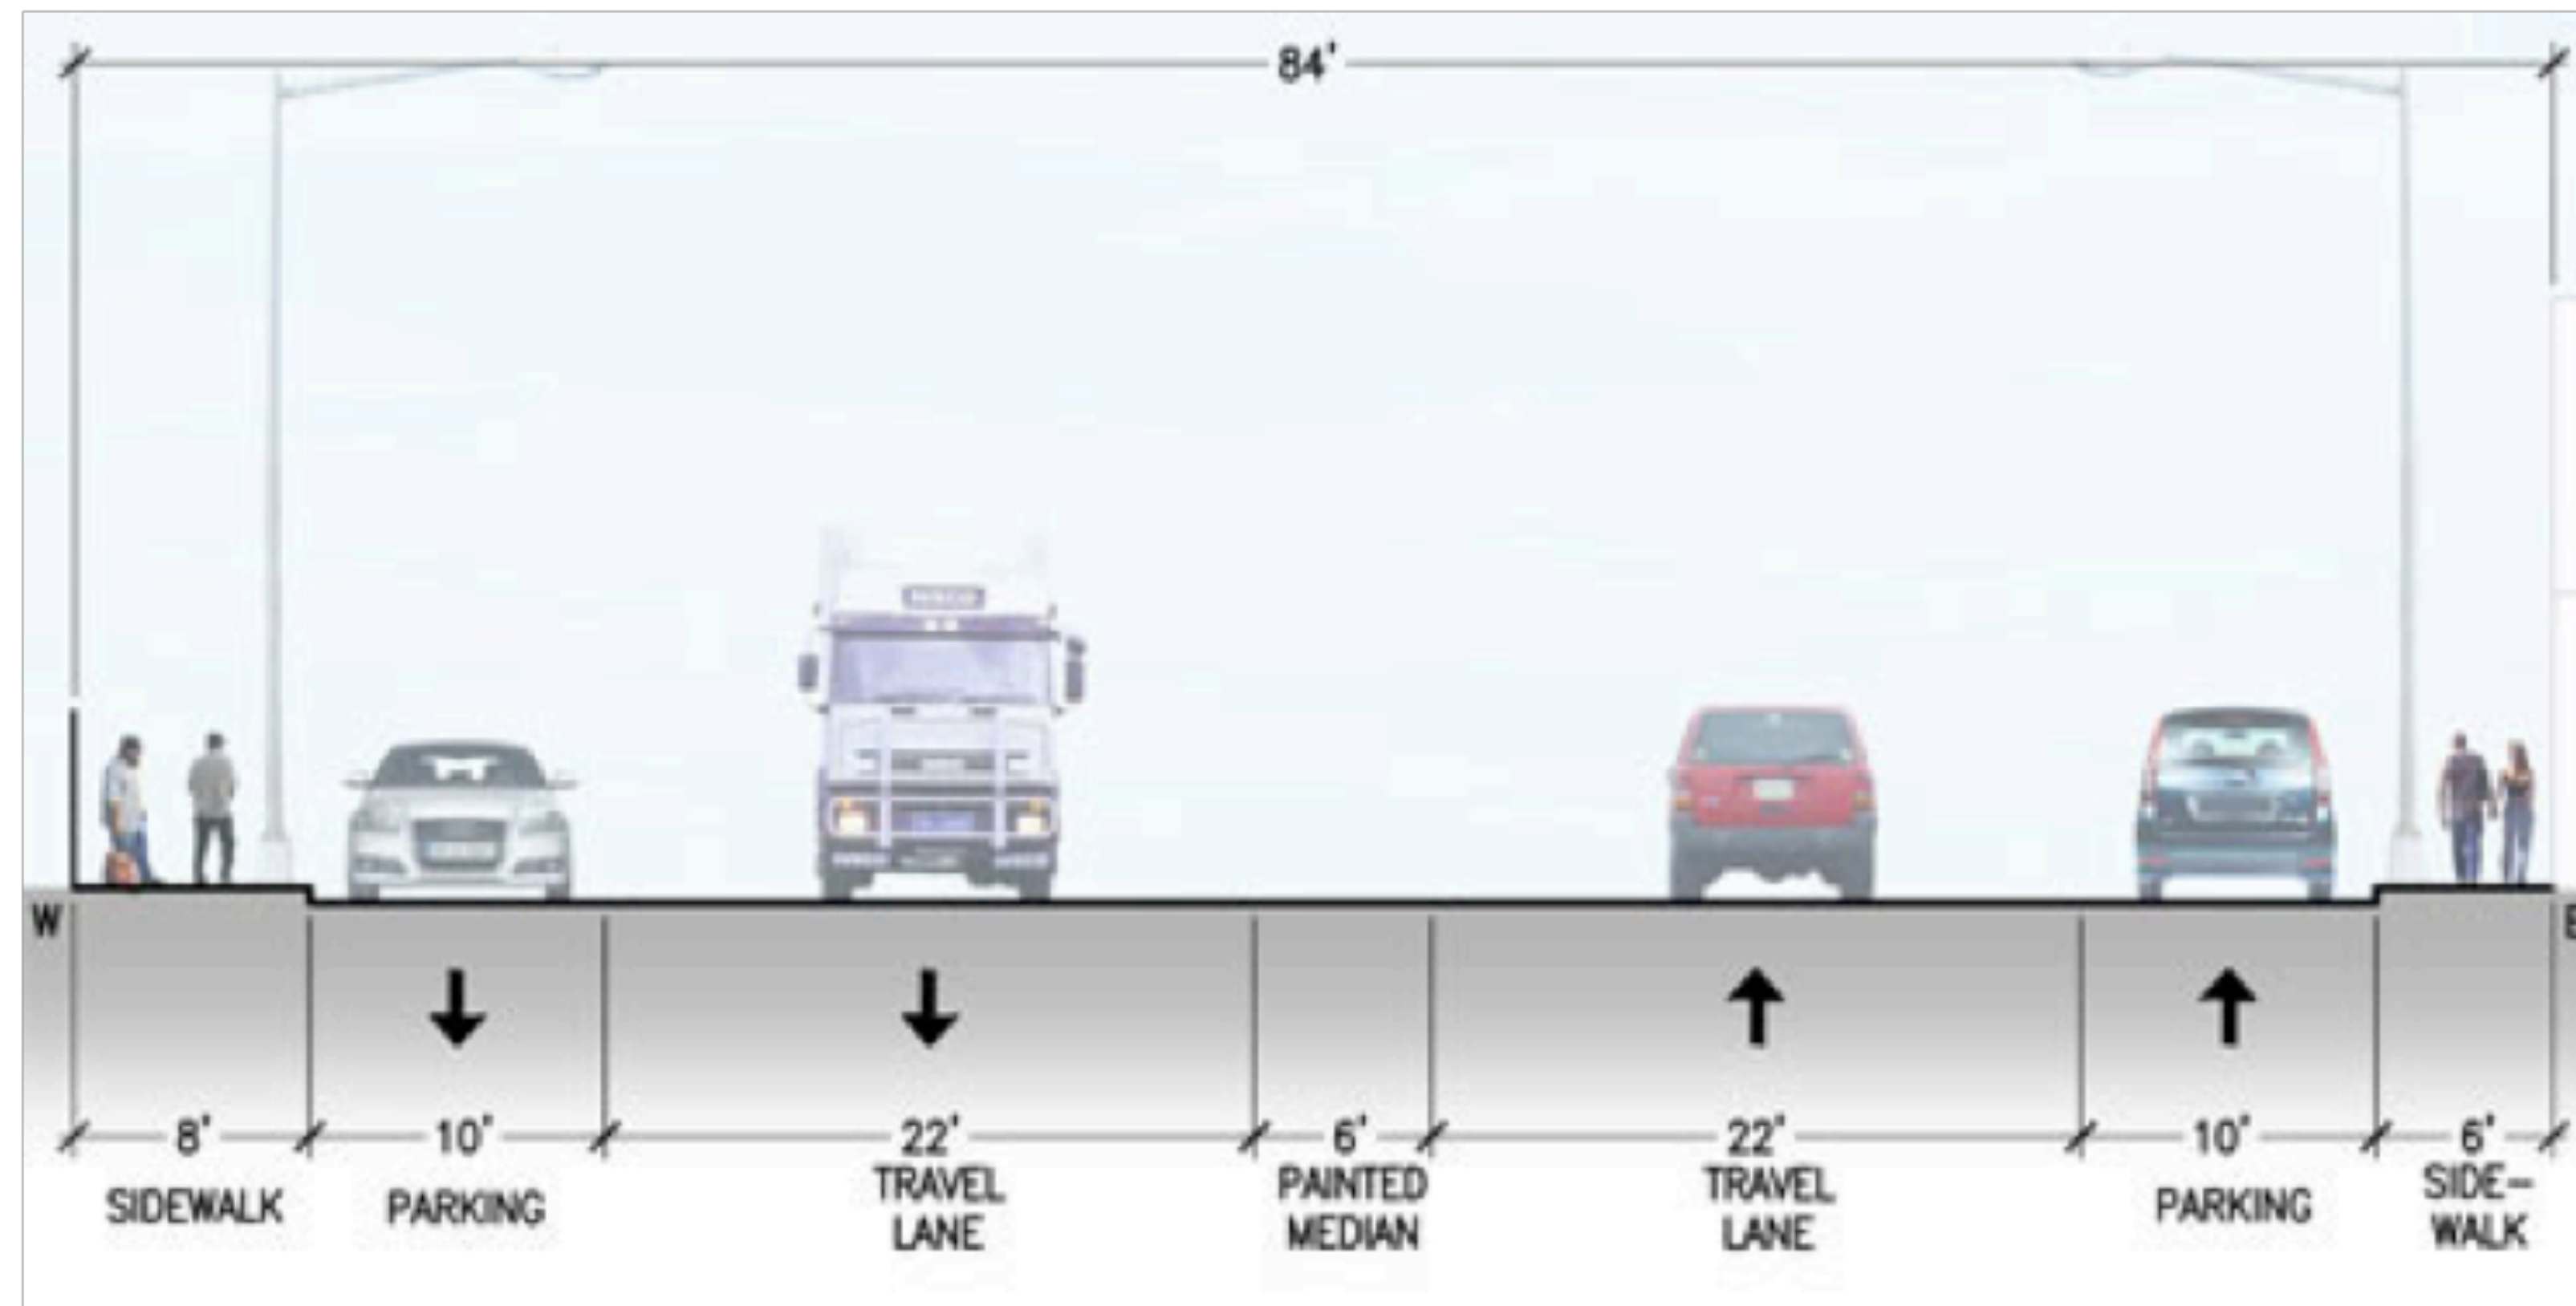 84'
W
8' 10' 22' 6' 22' 10' 6'
SIDEWALK PARKING TRAVEL LANE PAINTED MEDIAN TRAVEL LANE PARKING SIDE-WALK